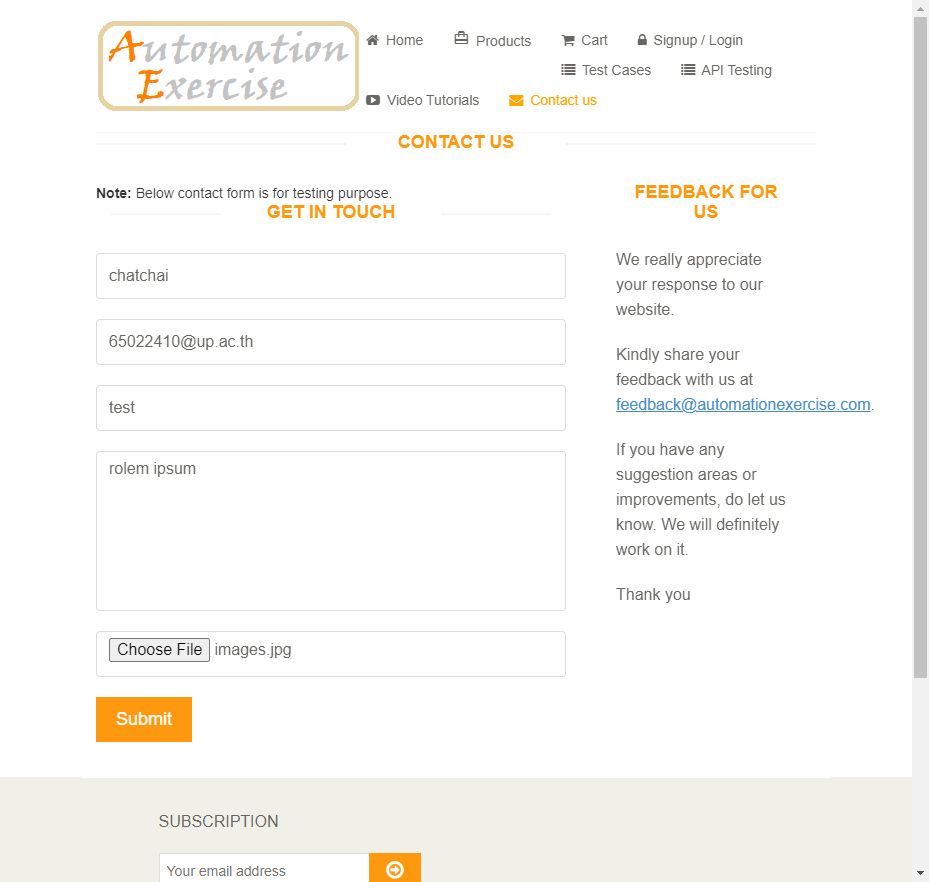 Automation
Exercise
Home
Products
Cart
Signup / Login
Test Cases
API Testing
Video Tutorials
Contact us
CONTACT US
Note: Below contact form is for testing purpose.
GET IN TOUCH
chatchai
65022410@up.ac.th
test
rolem ipsum
Choose File images.jpg
Submit
FEEDBACK FOR
US
We really appreciate
your response to our
website.
Kindly share your
feedback with us at
feedback@automationexercise.com.
If you have any
suggestion areas or
improvements, do let us
know. We will definitely
work on it.
Thank you
SUBSCRIPTION
Your email address